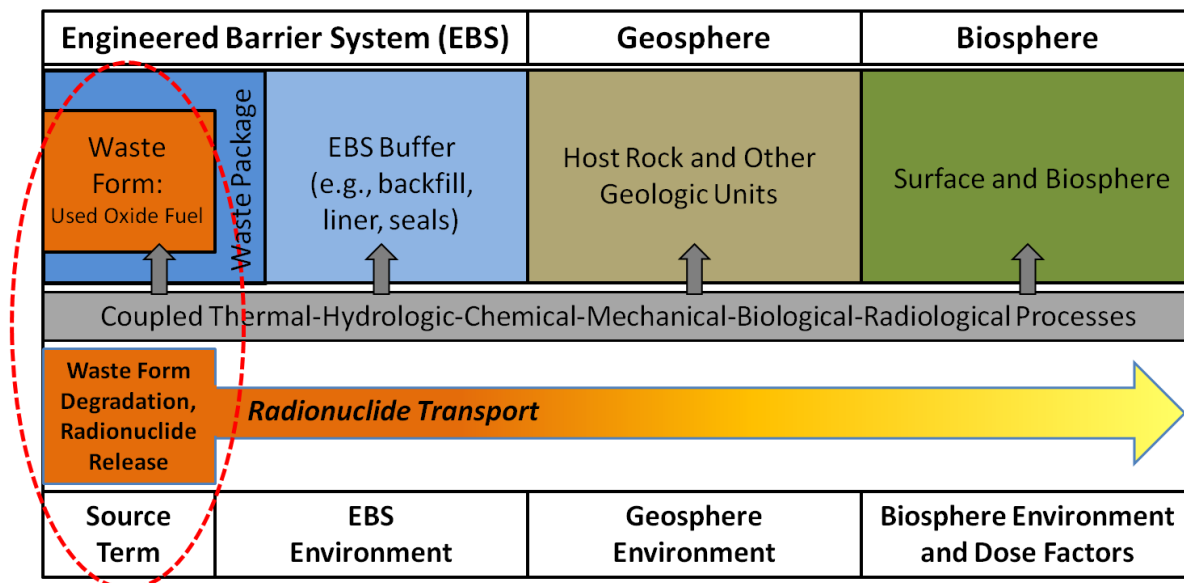 Engineered Barrier System (EBS)
Geosphere
Biosphere
Waste
Form:
Used Oxide Fuel
Waste Package
EBS Buffer
(e.g., backfill,
liner, seals)
Host Rock and Other
Geologic Units
Surface and Biosphere
Coupled Thermal-Hydrologic-Chemical-Mechanical-Biological-Radiological Processes
Waste Form
Degradation,
Radionuclide
Release
Radionuclide Transport
Source
Term
EBS
Environment
Geosphere
Environment
Biosphere Environment
and Dose Factors